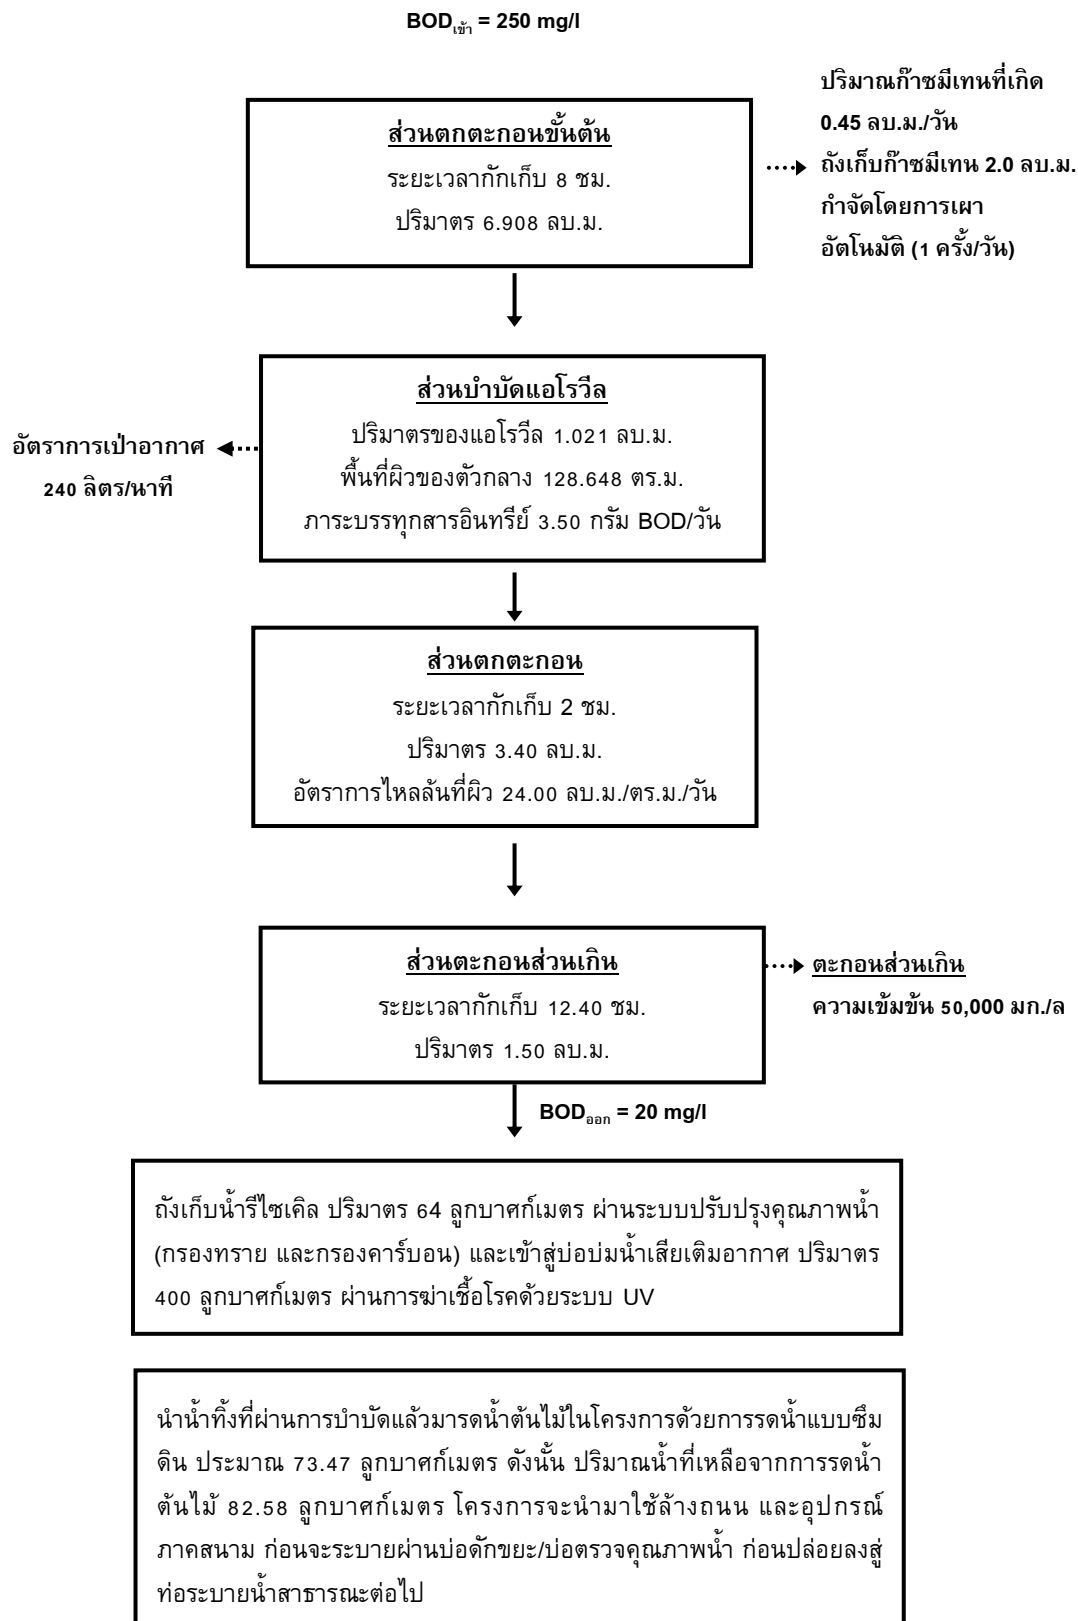 BODเข้า = 250 mg/l
ปริมาณก๊าซมีเทนที่เกิด
0.45 ลบ.ม./วัน
ถังเก็บก๊าซมีเทน 2.0 ลบ.ม.
กำจัดโดยการเผา
อัตโนมัติ (1 ครั้ง/วัน)
ส่วนตกตะกอนขั้นต้น
ระยะเวลากักเก็บ 8 ชม.
ปริมาตร 6.908 ลบ.ม.
ส่วนบำบัดแอโรวีล
ปริมาตรของแอโรวีล 1.021 ลบ.ม.
พื้นที่ผิวของตัวกลาง 128.648 ตร.ม.
ภาระบรรทุกสารอินทรีย์ 3.50 กรัม BOD/วัน
อัตราการเป่าอากาศ
240 ลิตร/นาที
ส่วนตกตะกอน
ระยะเวลากักเก็บ 2 ชม.
ปริมาตร 3.40 ลบ.ม.
อัตราการไหลล้นที่ผิว 24.00 ลบ.ม./ตร.ม./วัน
ส่วนตะกอนส่วนเกิน
ระยะเวลากักเก็บ 12.40 ชม.
ปริมาตร 1.50 ลบ.ม.
ตะกอนส่วนเกิน
ความเข้มข้น 50,000 มก./ล
BODออก = 20 mg/l
ถังเก็บน้ำรีไซเคิล ปริมาตร 64 ลูกบาศก์เมตร ผ่านระบบปรับปรุงคุณภาพน้ำ
(กรองทราย และกรองคาร์บอน) และเข้าสู่บ่อบ่มน้ำเสียเติมอากาศ ปริมาตร
400 ลูกบาศก์เมตร ผ่านการฆ่าเชื้อโรคด้วยระบบ UV
นำน้ำทิ้งที่ผ่านการบำบัดแล้วมารดน้ำต้นไม้ในโครงการด้วยการรดน้ำแบบซึม
ดิน ประมาณ 73.47 ลูกบาศก์เมตร ดังนั้น ปริมาณน้ำที่เหลือจากการรดน้ำ
ต้นไม้ 82.58 ลูกบาศก์เมตร โครงการจะนำมาใช้ล้างถนน และอุปกรณ์
ภาคสนาม ก่อนจะระบายผ่านบ่อดักขยะ/บ่อตรวจคุณภาพน้ำ ก่อนปล่อยลงสู่
ท่อระบายน้ำสาธารณะต่อไป